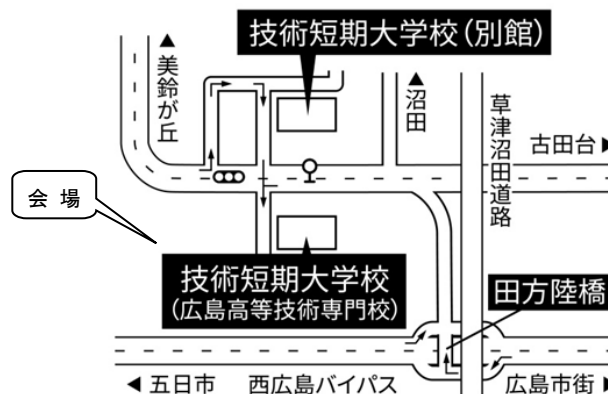 技術短期大学校(別館)
▲美鈴が丘
▲沼田
草津沼田道路
古田台▶
会場
技術短期大学校
(広島高等技術専門校)
田方陸橋
◀五日市
西広島バイパス
広島市街▶